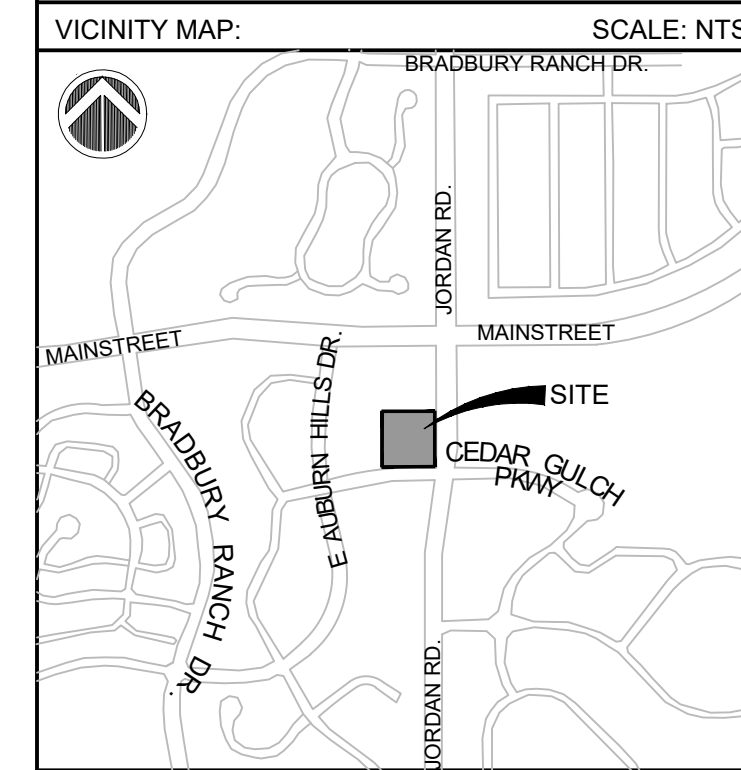 VICINITY MAP:
SCALE: NTS
BRADBURY RANCH DR.
JORDAN RD.
MAINSTREET
MAINSTREET
E AUBURN HILLS DR.
SITE
BRADBURY RANCH DR.
CEDAR GULCH
PKWY
JORDAN RD.